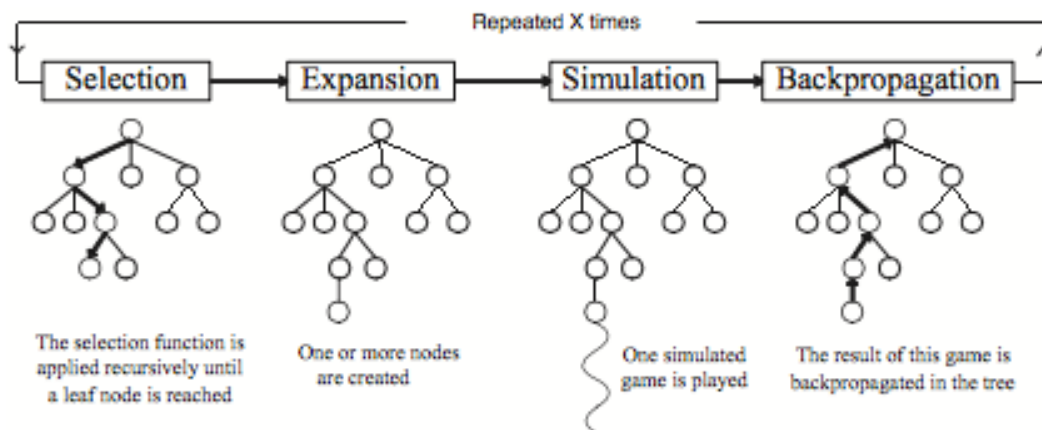 Repeated X times
Selection
Expansion
Simulation
Backpropagation
The selection function is
applied recursively until
a leaf node is reached
One or more nodes
are created
One simulated
game is played
The result of this game is
backpropagated in the tree